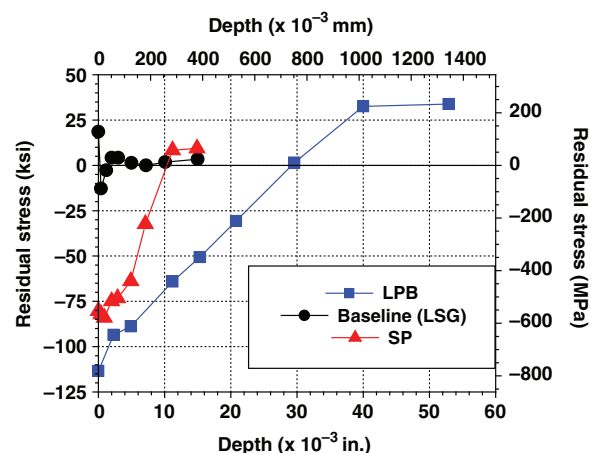 Depth (x 10⁻³ mm)
0 200 400 600 800 1000 1200 1400
50
25
0
−25
−50
−75
−100
−125
Residual stress (ksi)
200
0
−200
−400
−600
−800
Residual stress (MPa)
LPB
Baseline (LSG)
SP
0 10 20 30 40 50 60
Depth (x 10⁻³ in.)